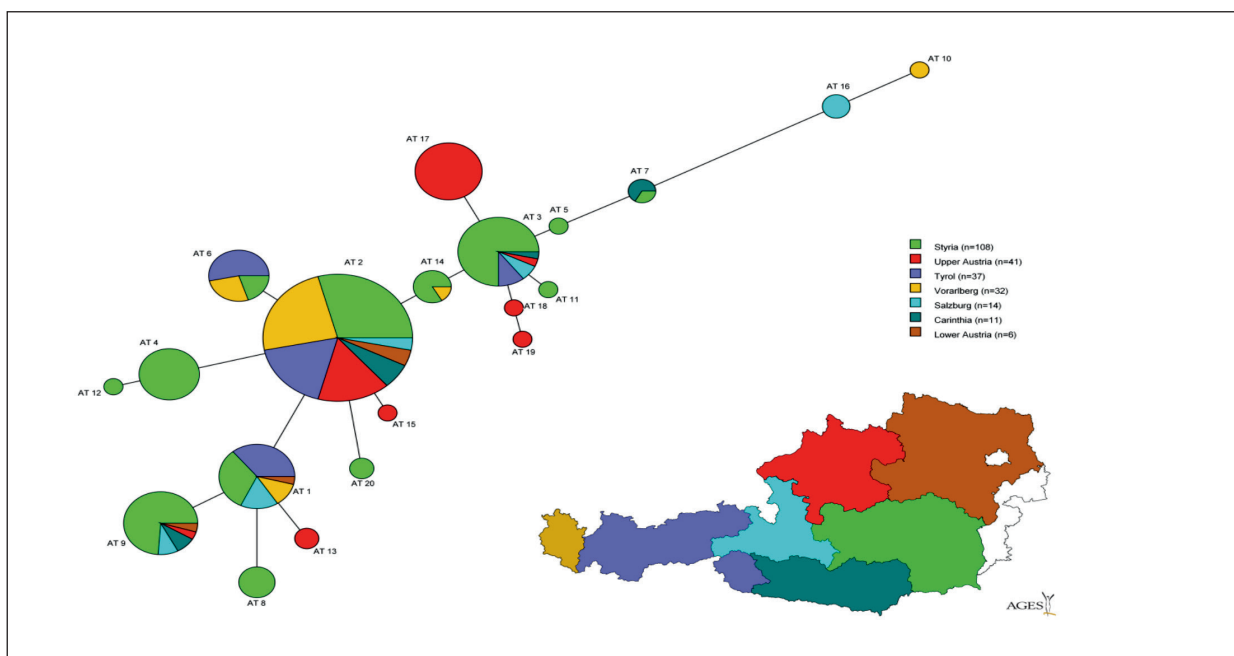 AT 10
AT 16
AT 17
AT 7
AT 5
AT 3
AT 6
AT 2
AT 14
AT 11
AT 18
AT 19
AT 4
AT 12
AT 15
AT 20
AT 1
AT 9
AT 13
AT 8
Styria (n=108)
Upper Austria (n=41)
Tyrol (n=37)
Vorarlberg (n=32)
Salzburg (n=14)
Carinthia (n=11)
Lower Austria (n=6)
AGES